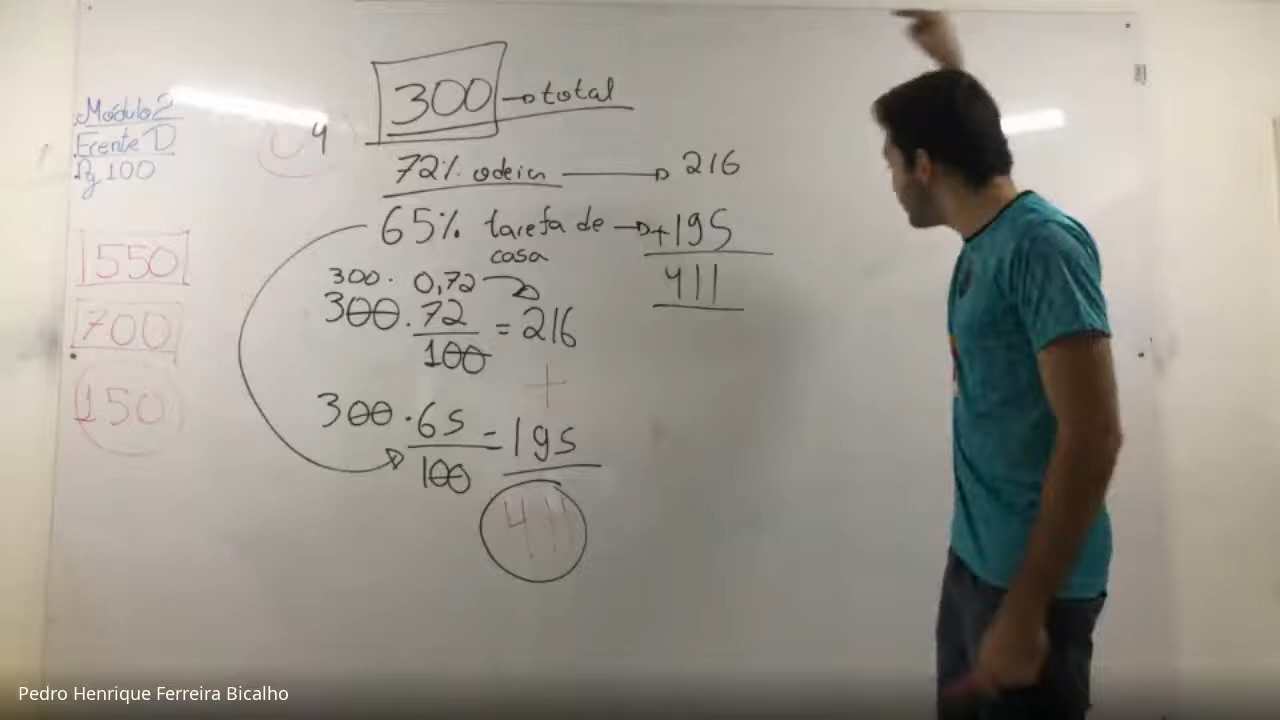 Módulo 2
Frente D
Pg 100
1550
700
150
4
300 → total
72% odeia → 216
65% tarefa de casa → +195
411
300 . 0,72
300 . 72/100 = 216
+
300 . 65/100 = 195
411
Pedro Henrique Ferreira Bicalho